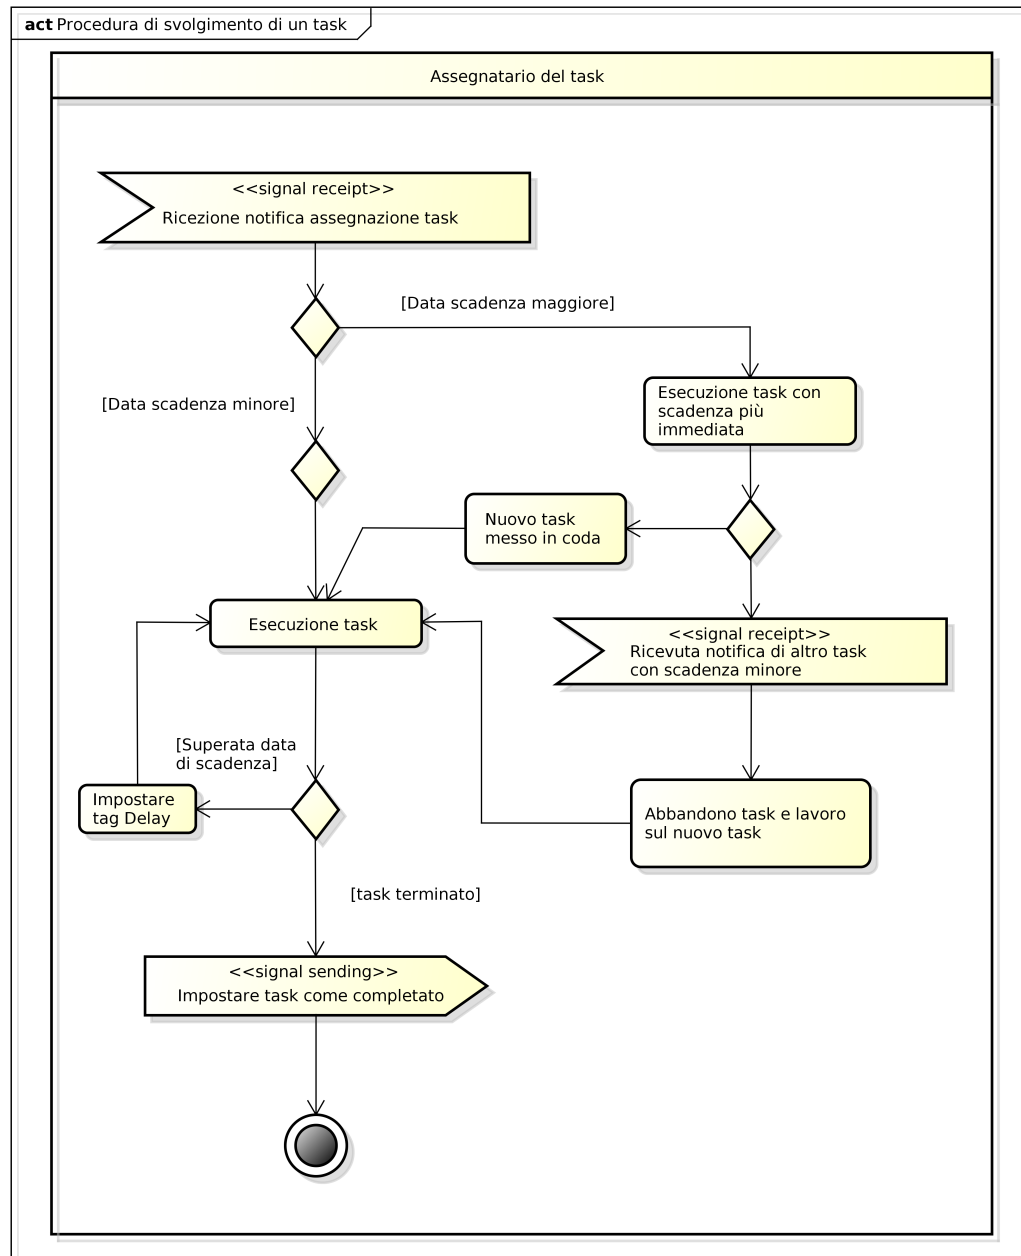 act Procedura di svolgimento di un task
Assegnatario del task
<<signal receipt>>
Ricezione notifica assegnazione task
[Data scadenza maggiore]
[Data scadenza minore]
Esecuzione task con
scadenza più
immediata
Nuovo task
messo in coda
Esecuzione task
<<signal receipt>>
Ricevuta notifica di altro task
con scadenza minore
[Superata data
di scadenza]
Impostare
tag Delay
Abbandono task e lavoro
sul nuovo task
[task terminato]
<<signal sending>>
Impostare task come completato